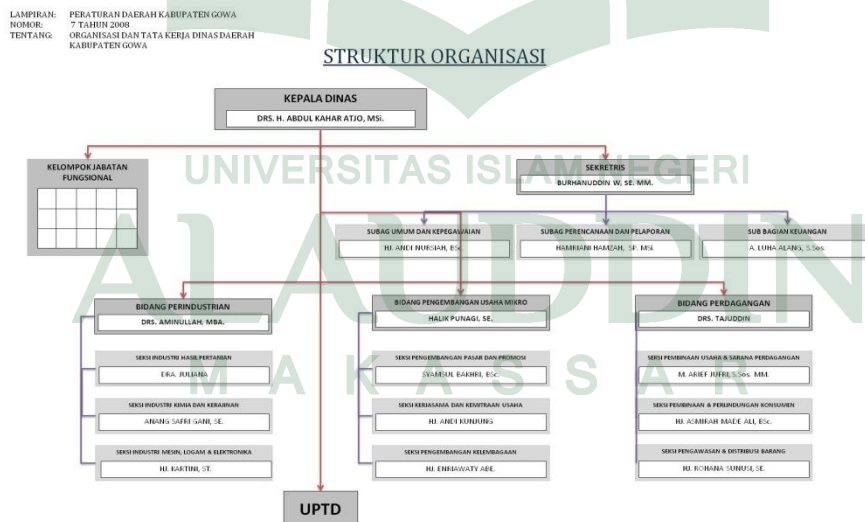 LAMPIRAN: PERATURAN DAERAH KABUPATEN GOWA
NOMOR: 7 TAHUN 2008
TENTANG: ORGANISASI DAN TATA KERJA DINAS DAERAH
KABUPATEN GOWA
STRUKTUR ORGANISASI
KEPALA DINAS
DRS. H. ABDUL KAHAR ATJO, MSi.
KELOMPOK JABATAN
FUNGSIONAL
SEKRETRIS
BURHANUDDIN W, SE. MM.
UNIVERSITAS ISLAM NEGERI
ALAUDDIN
MAKASSAR
SUBAG UMUM DAN KEPEGAWAIAN
HJ. ANDI NURSIAH, BSc.
SUBAG PERENCANAAN DAN PELAPORAN
HAMRIANI HAMZAH, SP. MSi.
SUB BAGIAN KEUANGAN
A. LUHA ALANG, S.Sos.
BIDANG PERINDUSTRIAN
DRS. AMINULLAH, MBA.
SEKSI INDUSTRI HASIL PERTANIAN
DRA. JULIANA
SEKSI INDUSTRI KIMIA DAN KERAJINAN
ANANG SAFRI GANI, SE.
SEKSI INDUSTRI MESIN, LOGAM & ELEKTRONIKA
HJ. KARTINI, ST.
BIDANG PENGEMBANGAN USAHA MIKRO
HALIK PUNAGI, SE.
SEKSI PENGEMBANGAN PASAR DAN PROMOSI
SYAMSUL BAKHRI, BSc.
SEKSI KERJASAMA DAN KEMITRAAN USAHA
HJ. ANDI KUNJUNG
SEKSI PENGEMBANGAN KELEMBAGAAN
HJ. ENRIAWATY ABE.
BIDANG PERDAGANGAN
DRS. TAJUDDIN
SEKSI PEMBINAAN USAHA & SARANA PERDAGANGAN
M. ARIEF JUFRI, S.Sos. MM.
SEKSI PEMBINAAN & PERLINDUNGAN KONSUMEN
HJ. ASMIRAH MADE ALI, BSc.
SEKSI PENGAWASAN & DISTRIBUSI BARANG
HJ. ROHANA SUNUSI, SE.
UPTD